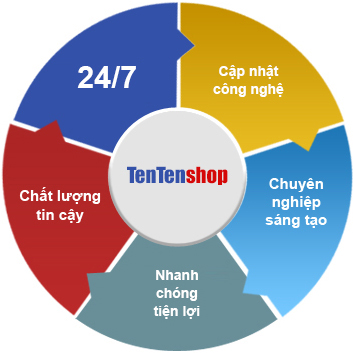 24/7
Cập nhật
công nghệ
Chuyên
nghiệp
sáng tạo
Nhanh
chóng
tiện lợi
Chất lượng
tin cậy
TenTenshop